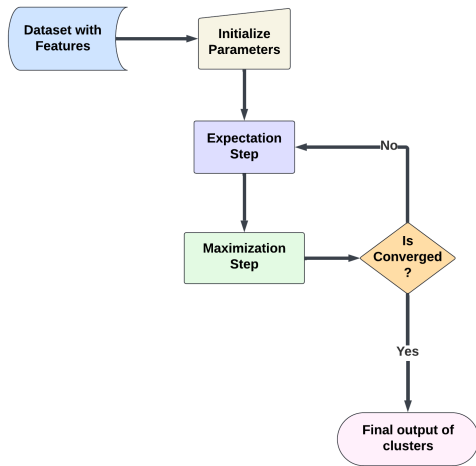 Dataset with
Features
Initialize
Parameters
Expectation
Step
No
Maximization
Step
Is
Converged
?
Yes
Final output of
clusters